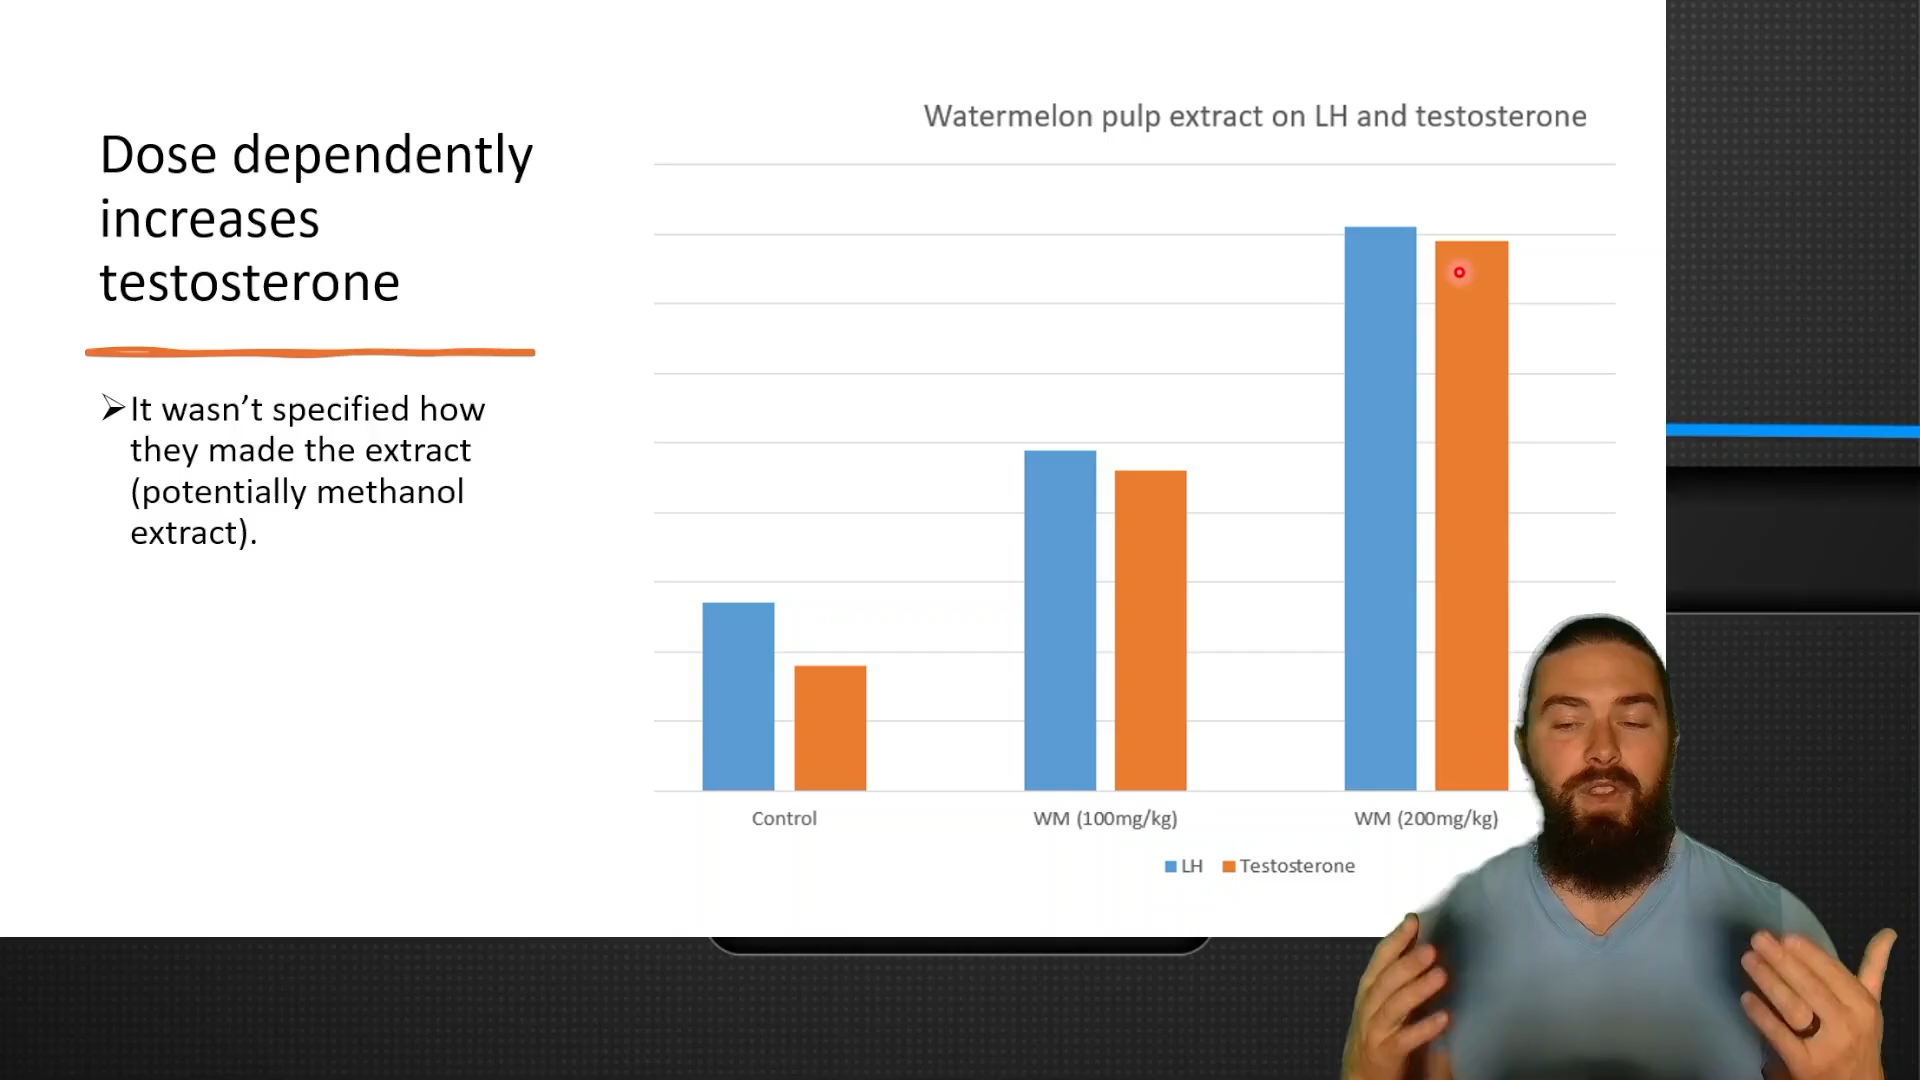 Dose dependently
increases
testosterone
➢It wasn’t specified how
they made the extract
(potentially methanol
extract).
Watermelon pulp extract on LH and testosterone
Control
WM (100mg/kg)
WM (200mg/kg)
LH
Testosterone